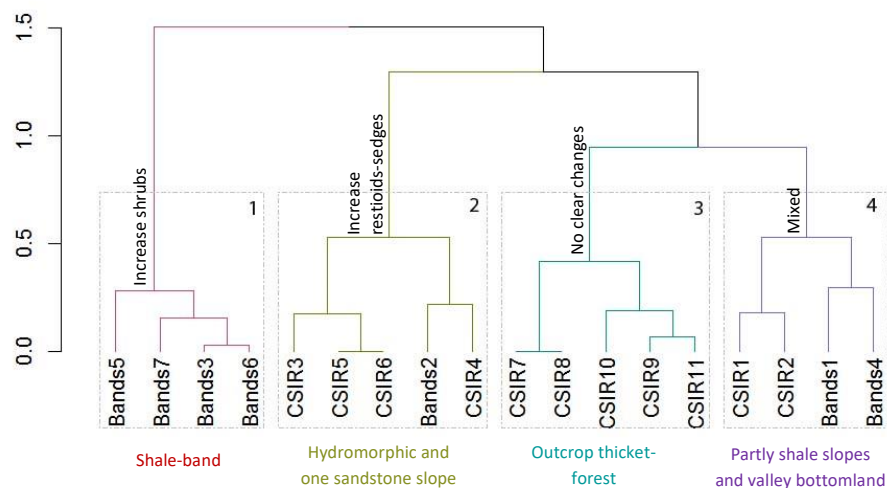 1.5
1.0
0.5
0.0
Increase shrubs
Increase
restioids-sedges
No clear changes
Mixed
1
2
3
4
Bands5
Bands7
Bands3
Bands6
CSIR3
CSIR5
CSIR6
Bands2
CSIR4
CSIR7
CSIR8
CSIR10
CSIR9
CSIR11
CSIR1
CSIR2
Bands1
Bands4
Shale-band
Hydromorphic and
one sandstone slope
Outcrop thicket-
forest
Partly shale slopes
and valley bottomland